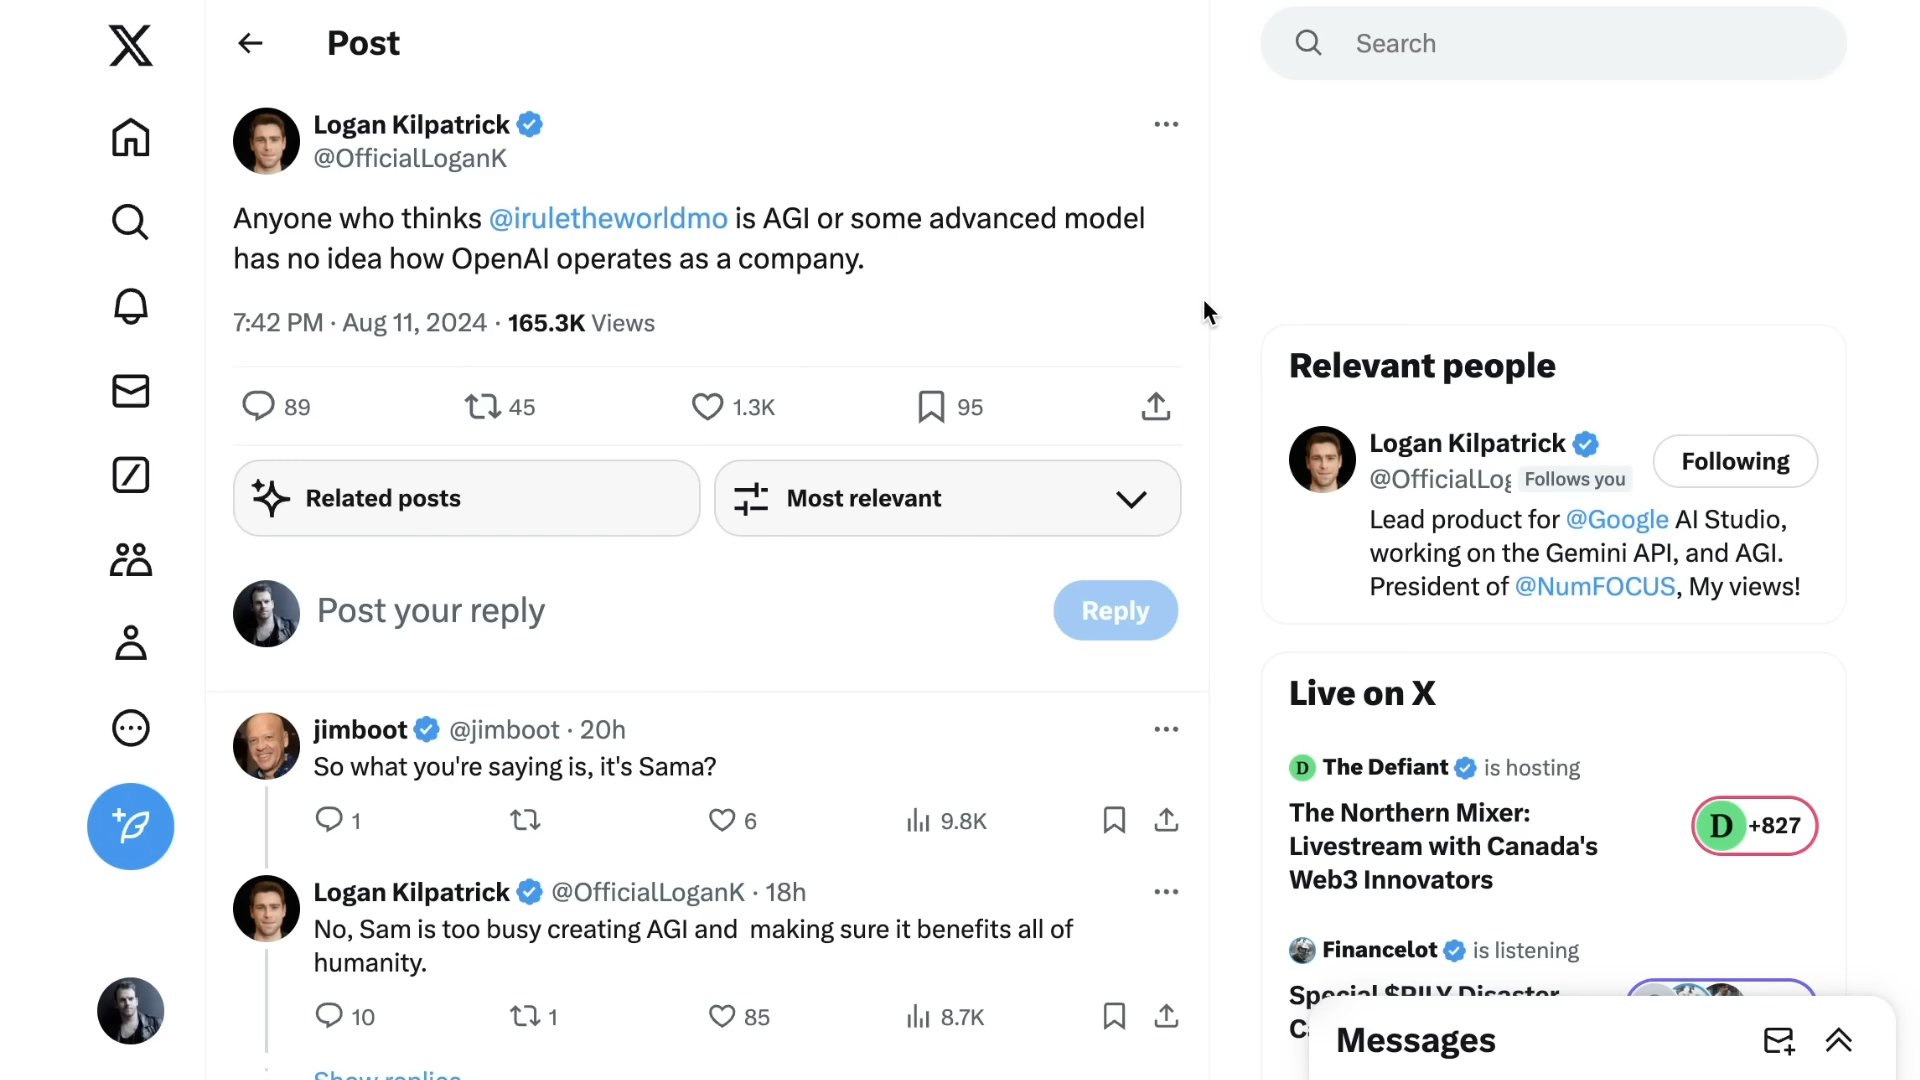 Post
Search
Logan Kilpatrick
@OfficialLoganK
Anyone who thinks @iruletheworldmo is AGI or some advanced model
has no idea how OpenAI operates as a company.
7:42 PM · Aug 11, 2024 · 165.3K Views
89 45 1.3K 95
Related posts
Most relevant
Post your reply
Reply
jimboot @jimboot · 20h
So what you're saying is, it's Sama?
1 6 9.8K
Logan Kilpatrick @OfficialLoganK · 18h
No, Sam is too busy creating AGI and  making sure it benefits all of
humanity.
10 1 85 8.7K
Show replies
Relevant people
Logan Kilpatrick
@OfficialLog Follows you
Following
Lead product for @Google AI Studio,
working on the Gemini API, and AGI.
President of @NumFOCUS, My views!
Live on X
D The Defiant is hosting
The Northern Mixer:
Livestream with Canada's
Web3 Innovators
D +827
Financelot is listening
Special $RILY Disaster
Messages